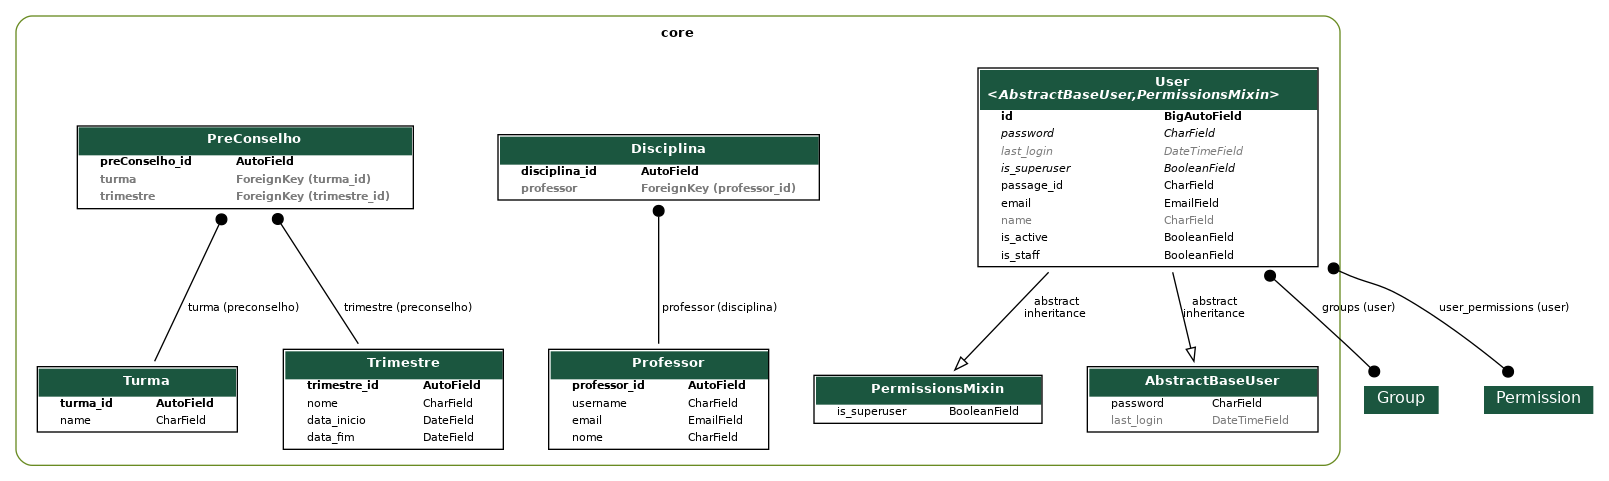 core
PreConselho
preConselho_id AutoField
turma ForeignKey (turma_id)
trimestre ForeignKey (trimestre_id)
Disciplina
disciplina_id AutoField
professor ForeignKey (professor_id)
User
<AbstractBaseUser,PermissionsMixin>
id BigAutoField
password CharField
last_login DateTimeField
is_superuser BooleanField
passage_id CharField
email EmailField
name CharField
is_active BooleanField
is_staff BooleanField
turma (preconselho)
trimestre (preconselho)
professor (disciplina)
abstract
inheritance
abstract
inheritance
groups (user)
user_permissions (user)
Turma
turma_id AutoField
name CharField
Trimestre
trimestre_id AutoField
nome CharField
data_inicio DateField
data_fim DateField
Professor
professor_id AutoField
username CharField
email EmailField
nome CharField
PermissionsMixin
is_superuser BooleanField
AbstractBaseUser
password CharField
last_login DateTimeField
Group
Permission